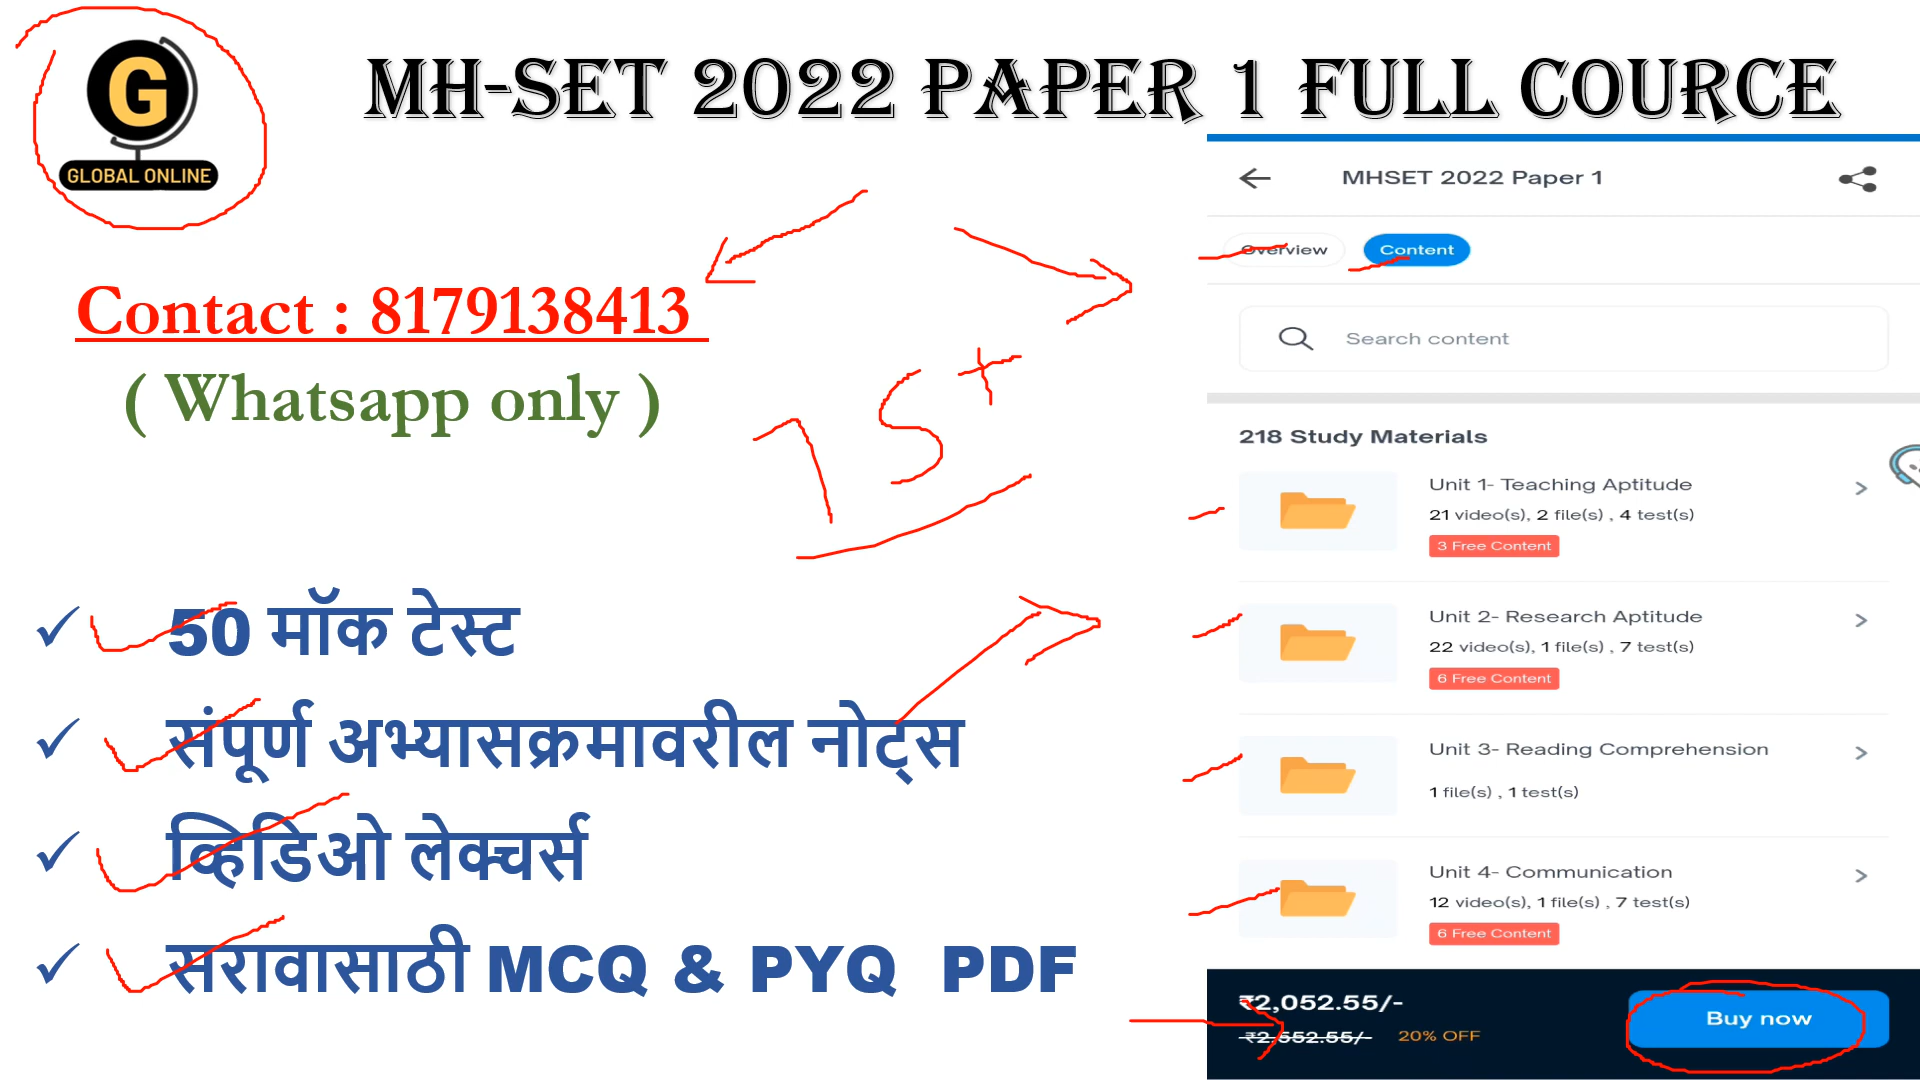 G
GLOBAL ONLINE
MH-SET 2022 PAPER 1 FULL COURCE
Contact : 8179138413
( Whatsapp only )
75+
50 मॉक टेस्ट
संपूर्ण अभ्यासक्रमावरील नोट्स
व्हिडिओ लेक्चर्स
सरावासाठी MCQ & PYQ PDF
MHSET 2022 Paper 1
Overview
Content
Search content
218 Study Materials
Unit 1- Teaching Aptitude
21 video(s), 2 file(s) , 4 test(s)
3 Free Content
Unit 2- Research Aptitude
22 video(s), 1 file(s) , 7 test(s)
6 Free Content
Unit 3- Reading Comprehension
1 file(s) , 1 test(s)
Unit 4- Communication
12 video(s), 1 file(s) , 7 test(s)
6 Free Content
₹2,052.55/-
₹2,552.55/- 20% OFF
Buy now